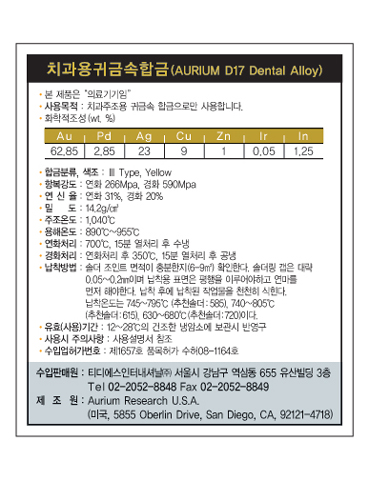 치과용귀금속합금(AURIUM D17 Dental Alloy)
• 본 제품은 "의료기기임"
• 사용목적 : 치과주조용 귀금속 합금으로만 사용합니다.
• 화학적조성(wt. %)
Au Pd Ag Cu Zn Ir In
62.85 2.85 23 9 1 0.05 1.25
• 합금분류, 색조 : Ⅲ Type, Yellow
• 항복강도 : 연화 266Mpa, 경화 590Mpa
• 연 신 율 : 연화 31%, 경화 20%
• 밀 도 : 14.2g/㎤
• 주조온도 : 1,040℃
• 용해온도 : 890℃~955℃
• 연화처리 : 700℃, 15분 열처리 후 수냉
• 경화처리 : 연화처리 후 350℃, 15분 열처리 후 공냉
• 납착방법 : 솔더 조인트 면적이 충분한지(6-9㎟) 확인한다. 솔더링 갭은 대략
0.05~0.2mm이며 납착용 표면은 평행을 이루어야하고 연마를
먼저 해야한다. 납착 후에 납착된 작업물을 천천히 식힌다.
납착온도는 745~795℃ (추천솔더 : 585), 740~805℃
(추천솔더:615), 630~680℃ (추천솔더:720)이다.
• 유효(사용)기간 : 12~28℃의 건조한 냉암소에 보관시 반영구
• 사용시 주의사항 : 사용설명서 참조
• 수입업허가번호 : 제1657호 품목허가 수허08-1164호
수입판매원 : 티디에스인터내셔날㈜ 서울시 강남구 역삼동 655 유산빌딩 3층
Tel 02-2052-8848 Fax 02-2052-8849
제 조 원 : Aurium Research U.S.A.
(미국, 5855 Oberlin Drive, San Diego, CA, 92121-4718)